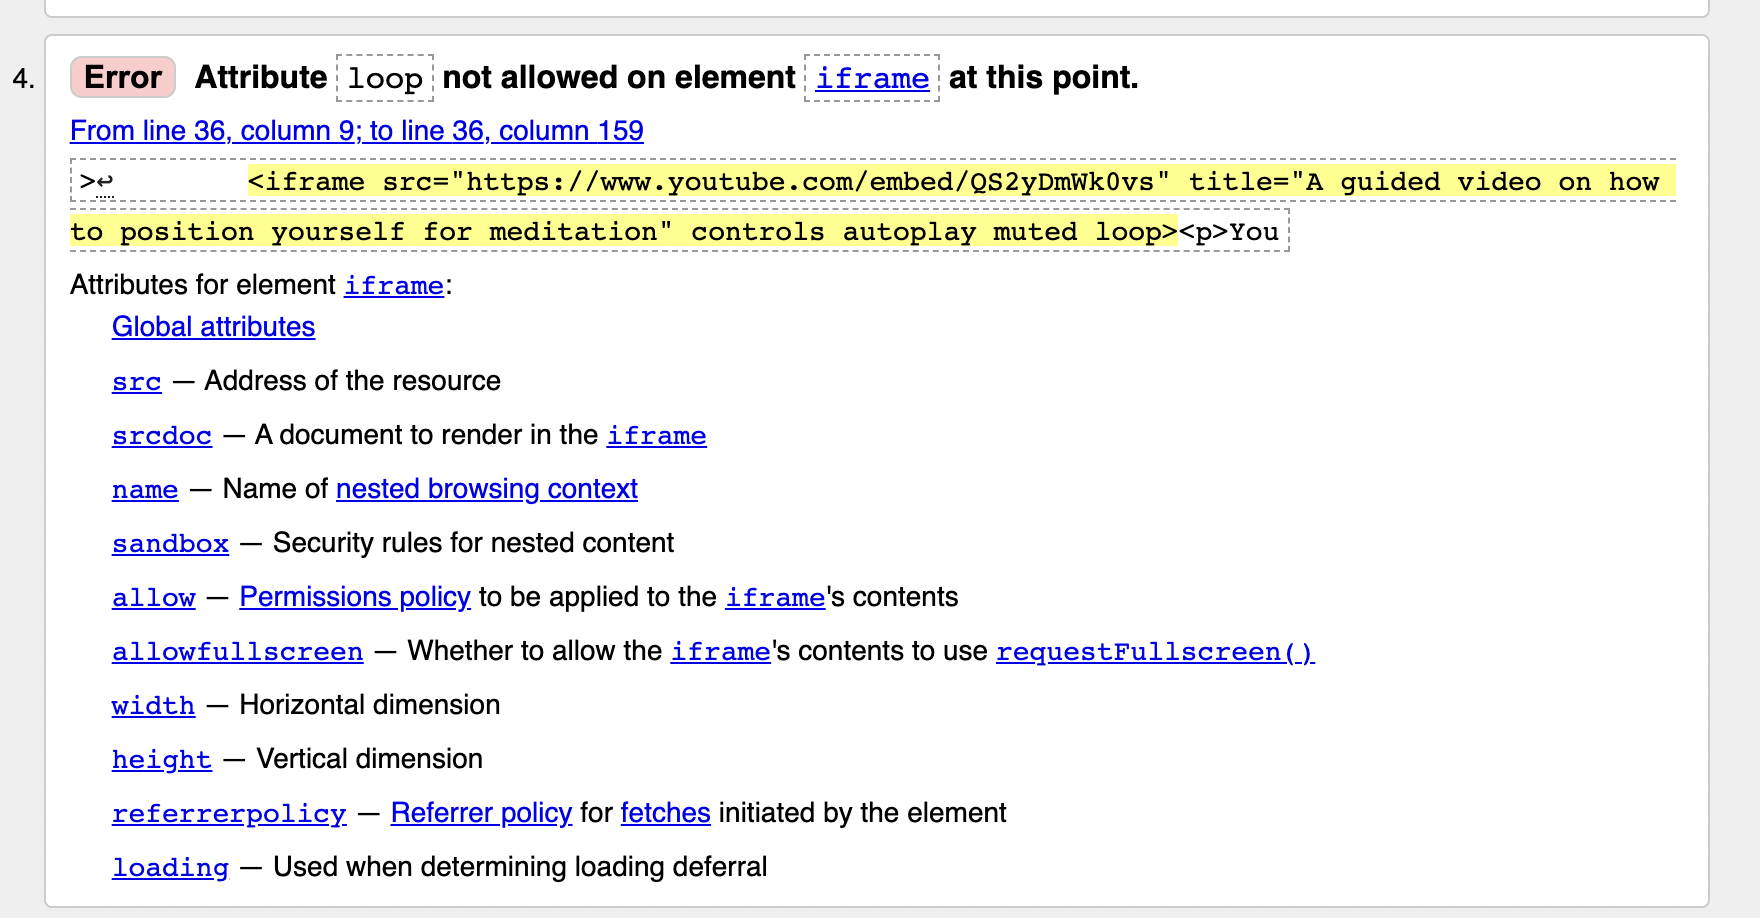 4. Error Attribute loop not allowed on element iframe at this point.
From line 36, column 9; to line 36, column 159
>↩        <iframe src="https://www.youtube.com/embed/QS2yDmWk0vs" title="A guided video on how
to position yourself for meditation" controls autoplay muted loop><p>You
Attributes for element iframe:
Global attributes
src — Address of the resource
srcdoc — A document to render in the iframe
name — Name of nested browsing context
sandbox — Security rules for nested content
allow — Permissions policy to be applied to the iframe's contents
allowfullscreen — Whether to allow the iframe's contents to use requestFullscreen()
width — Horizontal dimension
height — Vertical dimension
referrerpolicy — Referrer policy for fetches initiated by the element
loading — Used when determining loading deferral